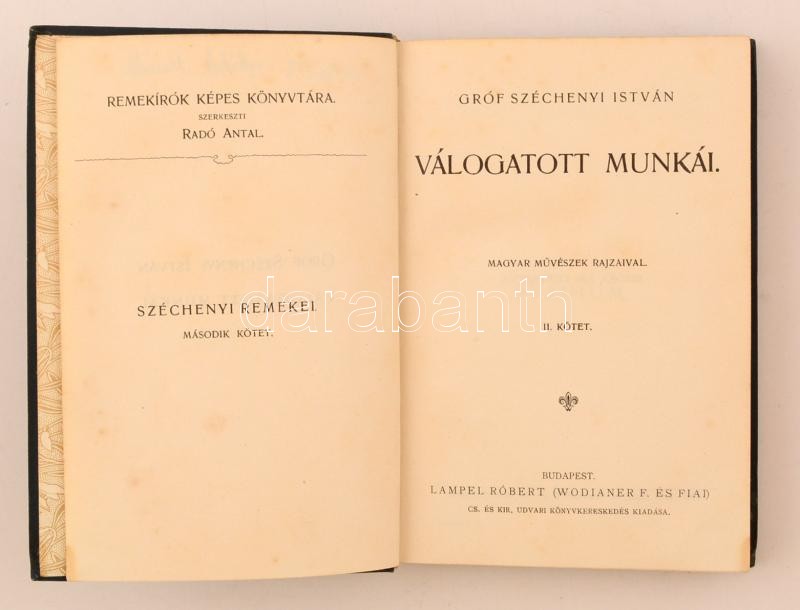 REMEKÍRÓK KÉPES KÖNYVTÁRA.
SZERKESZTI
RADÓ ANTAL.
SZÉCHENYI REMEKEI.
MÁSODIK KÖTET.
GRÓF SZÉCHENYI ISTVÁN
VÁLOGATOTT MUNKÁI.
MAGYAR MŰVÉSZEK RAJZAIVAL.
II. KÖTET.
BUDAPEST.
LAMPEL RÓBERT (WODIANER F. ÉS FIAI)
CS. ÉS KIR. UDVARI KÖNYVKERESKEDÉS KIADÁSA.
darabanth